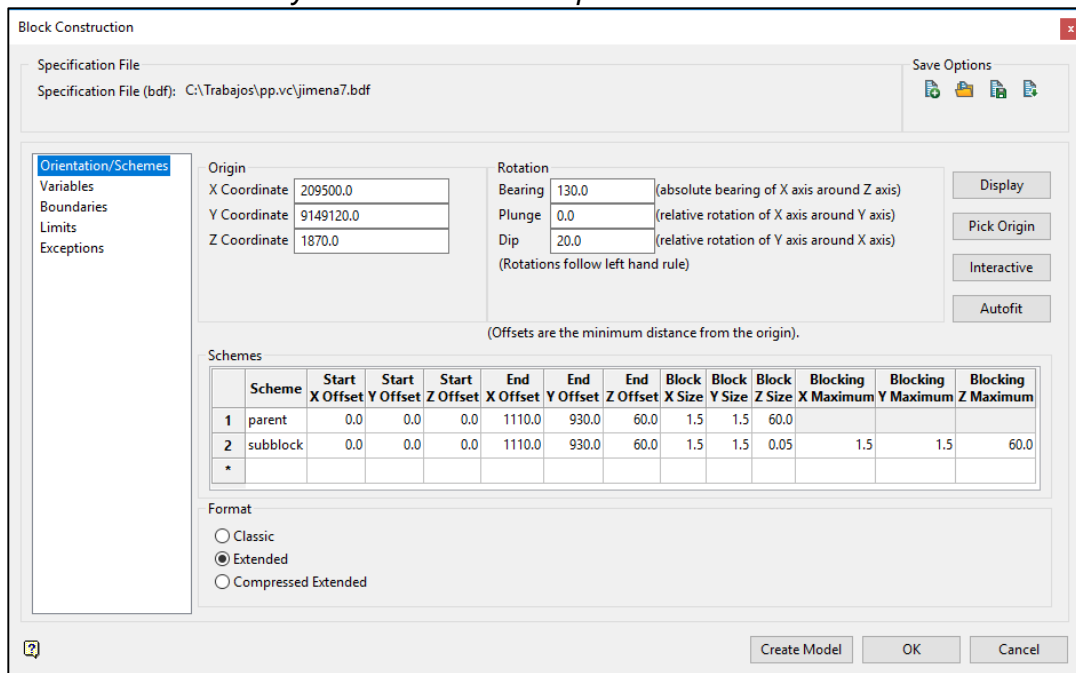 Block Construction
x
Specification File
Specification File (bdf): C:\Trabajos\pp.vc\jimena7.bdf
Save Options
Orientation/Schemes
Variables
Boundaries
Limits
Exceptions
Origin
X Coordinate 209500.0
Y Coordinate 9149120.0
Z Coordinate 1870.0
Rotation
Bearing 130.0 (absolute bearing of X axis around Z axis)
Plunge 0.0 (relative rotation of X axis around Y axis)
Dip 20.0 (relative rotation of Y axis around X axis)
(Rotations follow left hand rule)
Display
Pick Origin
Interactive
Autofit
(Offsets are the minimum distance from the origin).
Schemes
Scheme Start X Offset Start Y Offset Start Z Offset End X Offset End Y Offset End Z Offset Block X Size Block Y Size Block Z Size Blocking X Maximum Blocking Y Maximum Blocking Z Maximum
1 parent 0.0 0.0 0.0 1110.0 930.0 60.0 1.5 1.5 60.0
2 subblock 0.0 0.0 0.0 1110.0 930.0 60.0 1.5 1.5 0.05 1.5 1.5 60.0
*
Format
Classic
Extended
Compressed Extended
?
Create Model
OK
Cancel